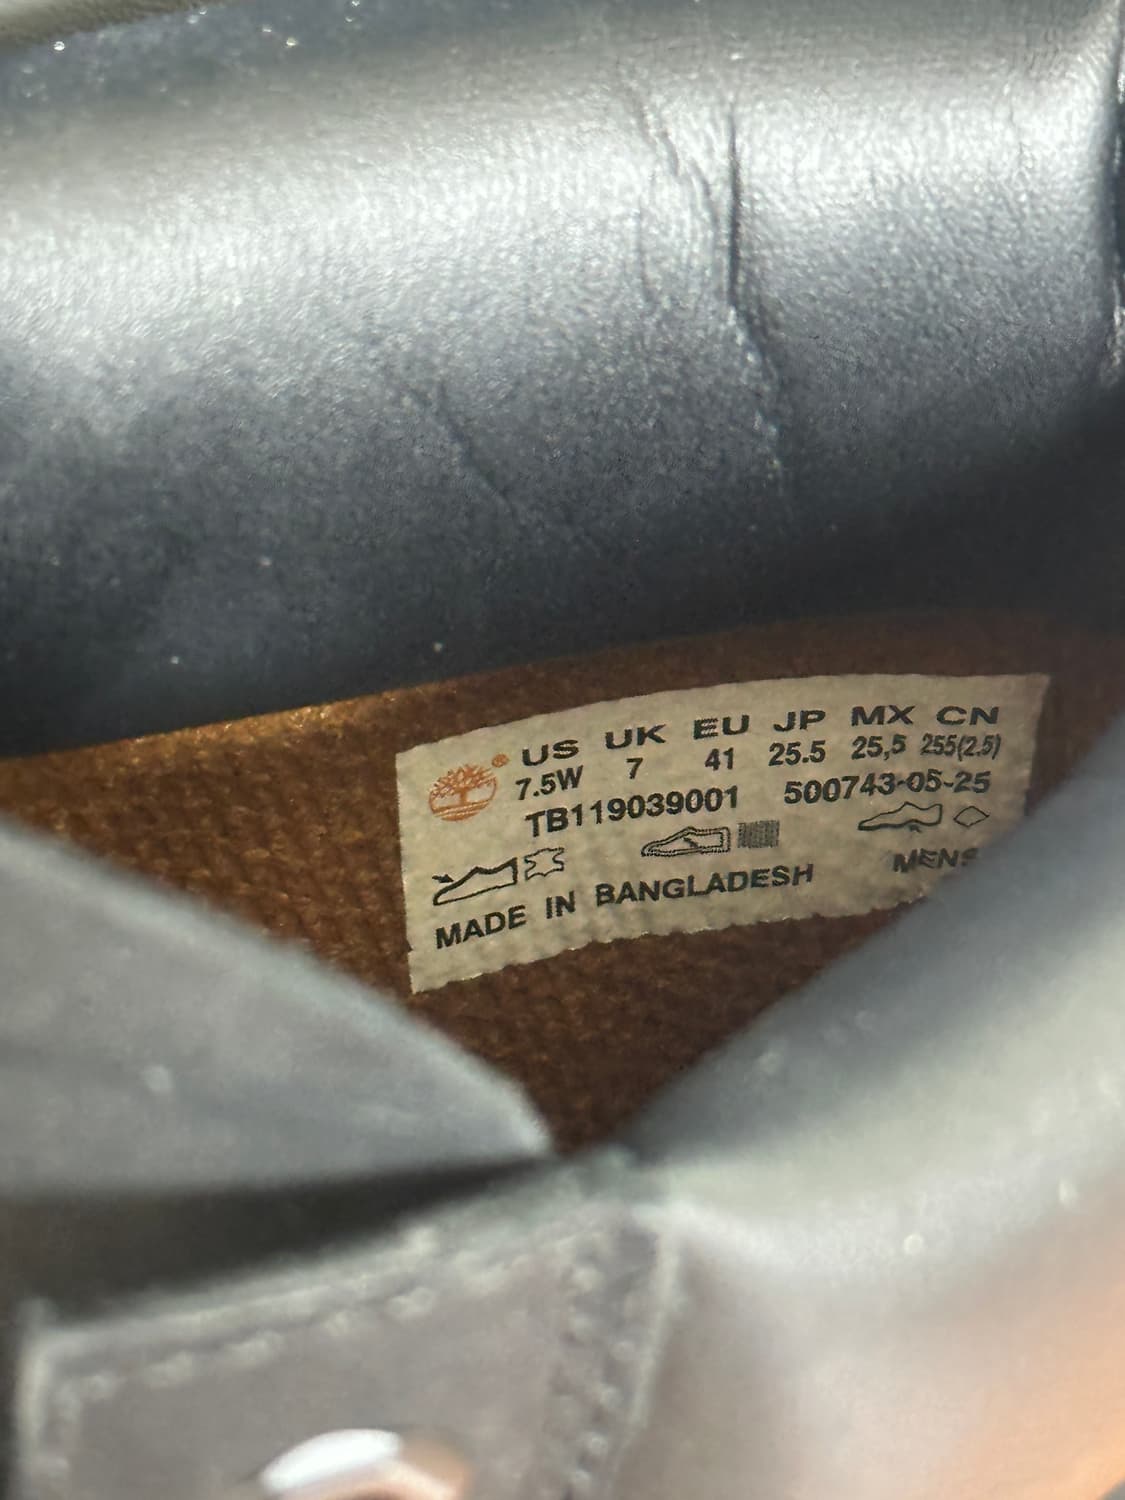 ® US UK EU JP MX CN
7.5W 7 41 25.5 25,5 255(2.5)
TB119039001 500743-05-25
MADE IN BANGLADESH MENS